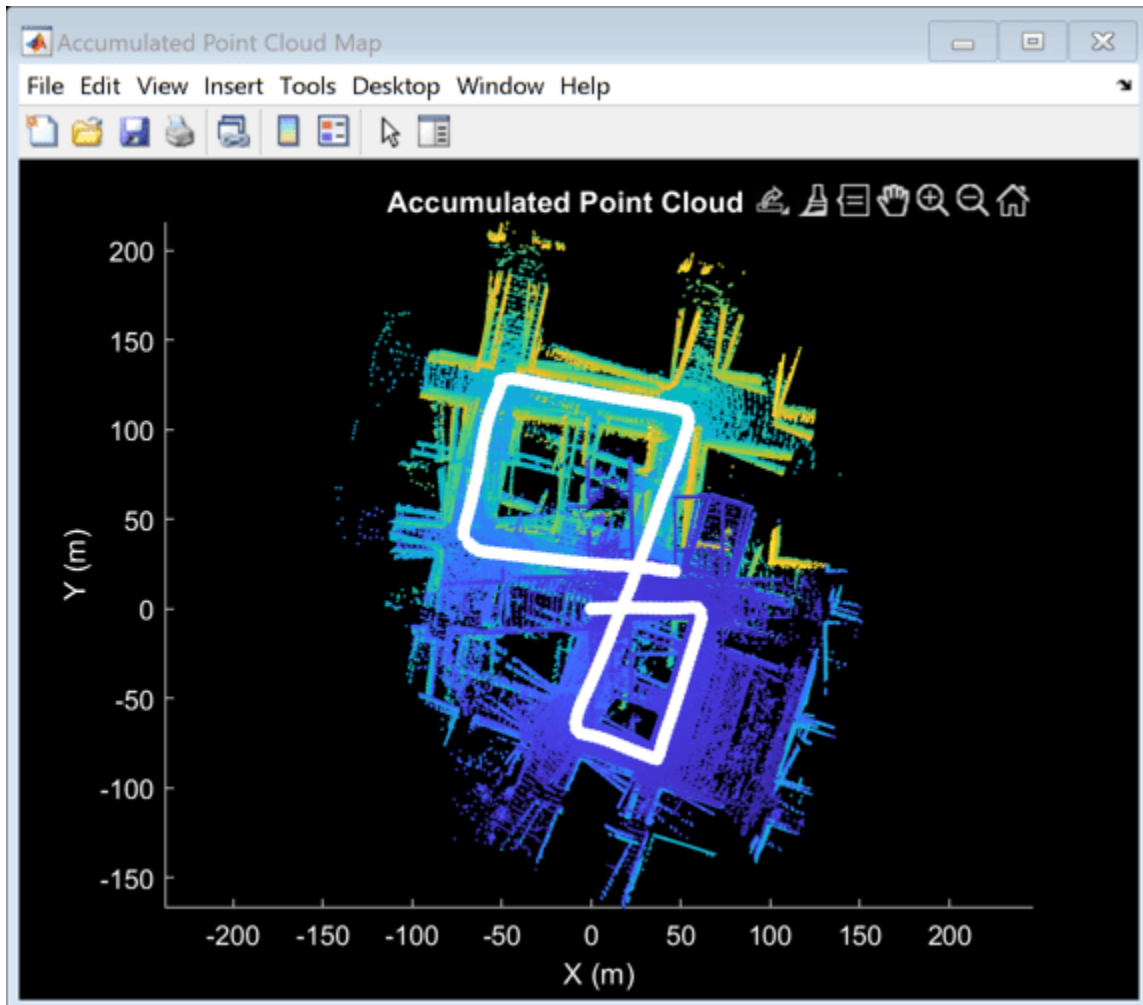 Accumulated Point Cloud Map
File Edit View Insert Tools Desktop Window Help
Accumulated Point Cloud
200
150
100
50
0
-50
-100
-150
Y (m)
-200 -150 -100 -50 0 50 100 150 200
X (m)